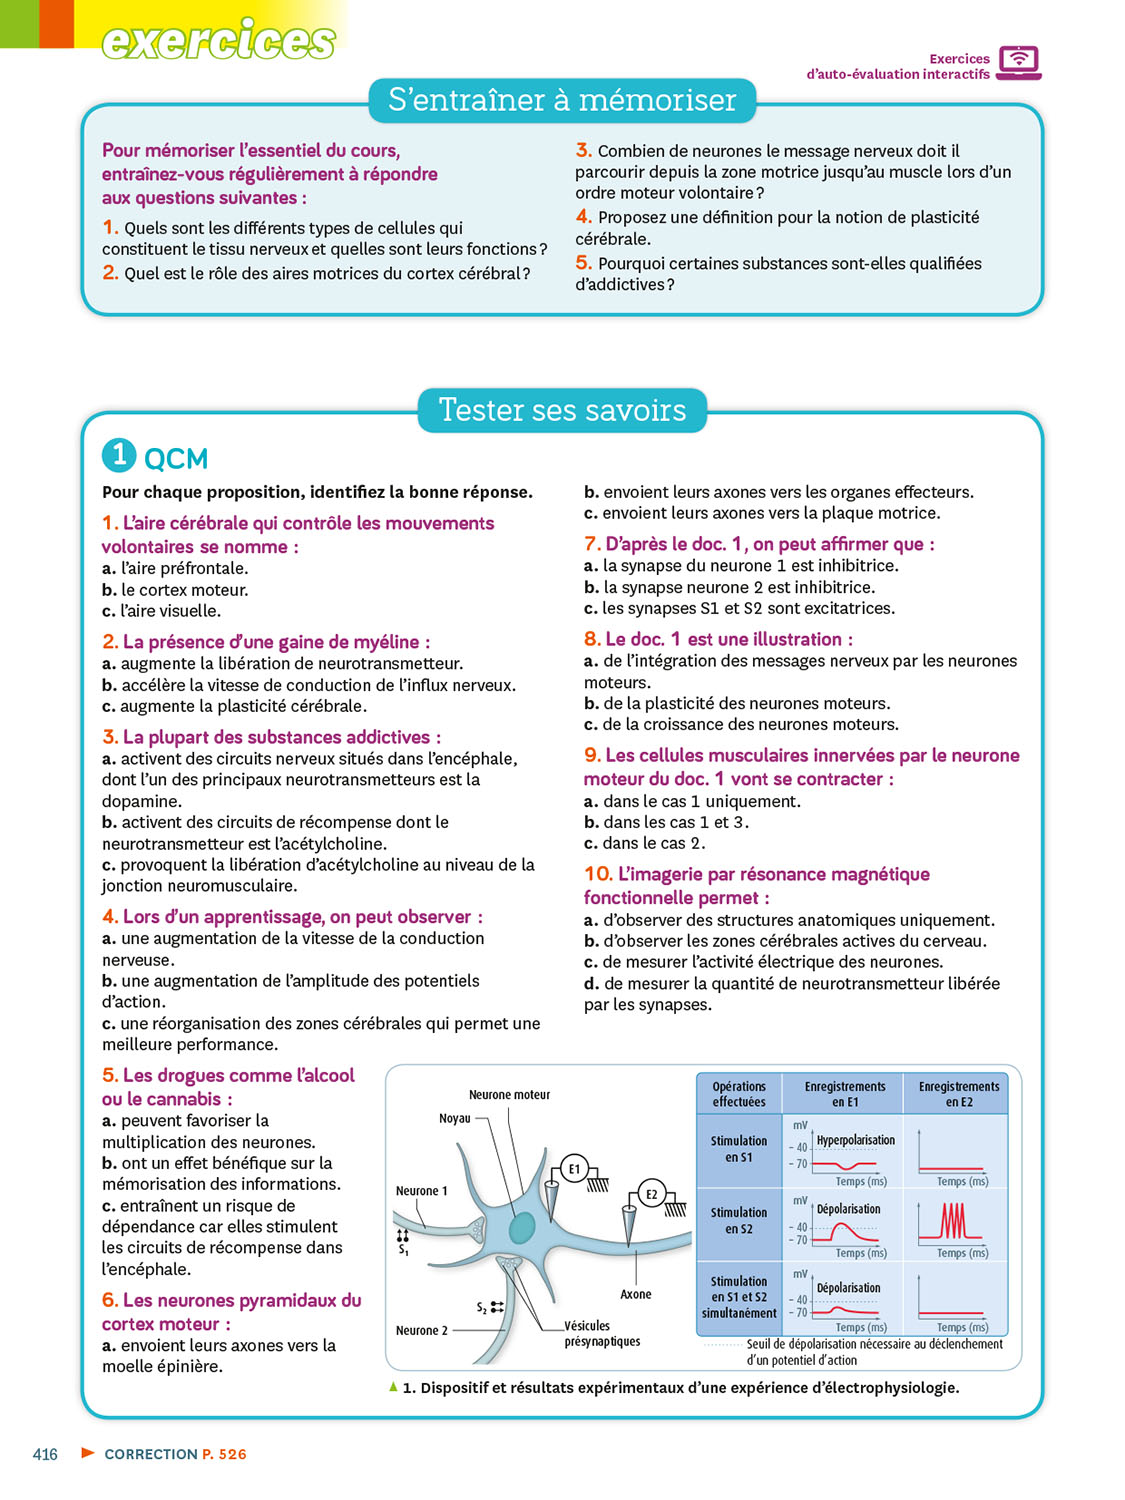 exercices
Exercices
d'auto-évaluation interactifs
S'entraîner à mémoriser
Pour mémoriser l'essentiel du cours,
entraînez-vous régulièrement à répondre
aux questions suivantes :
1. Quels sont les différents types de cellules qui
constituent le tissu nerveux et quelles sont leurs fonctions ?
2. Quel est le rôle des aires motrices du cortex cérébral ?
3. Combien de neurones le message nerveux doit il
parcourir depuis la zone motrice jusqu'au muscle lors d'un
ordre moteur volontaire ?
4. Proposez une définition pour la notion de plasticité
cérébrale.
5. Pourquoi certaines substances sont-elles qualifiées
d'addictives ?
Tester ses savoirs
1 QCM
Pour chaque proposition, identifiez la bonne réponse.
1. L'aire cérébrale qui contrôle les mouvements
volontaires se nomme :
a. l'aire préfrontale.
b. le cortex moteur.
c. l'aire visuelle.
2. La présence d'une gaine de myéline :
a. augmente la libération de neurotransmetteur.
b. accélère la vitesse de conduction de l'influx nerveux.
c. augmente la plasticité cérébrale.
3. La plupart des substances addictives :
a. activent des circuits nerveux situés dans l'encéphale,
dont l'un des principaux neurotransmetteurs est la
dopamine.
b. activent des circuits de récompense dont le
neurotransmetteur est l'acétylcholine.
c. provoquent la libération d'acétylcholine au niveau de la
jonction neuromusculaire.
4. Lors d'un apprentissage, on peut observer :
a. une augmentation de la vitesse de la conduction
nerveuse.
b. une augmentation de l'amplitude des potentiels
d'action.
c. une réorganisation des zones cérébrales qui permet une
meilleure performance.
5. Les drogues comme l'alcool
ou le cannabis :
a. peuvent favoriser la
multiplication des neurones.
b. ont un effet bénéfique sur la
mémorisation des informations.
c. entraînent un risque de
dépendance car elles stimulent
les circuits de récompense dans
l'encéphale.
6. Les neurones pyramidaux du
cortex moteur :
a. envoient leurs axones vers la
moelle épinière.
b. envoient leurs axones vers les organes effecteurs.
c. envoient leurs axones vers la plaque motrice.
7. D'après le doc. 1, on peut affirmer que :
a. la synapse du neurone 1 est inhibitrice.
b. la synapse neurone 2 est inhibitrice.
c. les synapses S1 et S2 sont excitatrices.
8. Le doc. 1 est une illustration :
a. de l'intégration des messages nerveux par les neurones
moteurs.
b. de la plasticité des neurones moteurs.
c. de la croissance des neurones moteurs.
9. Les cellules musculaires innervées par le neurone
moteur du doc. 1 vont se contracter :
a. dans le cas 1 uniquement.
b. dans les cas 1 et 3.
c. dans le cas 2.
10. L'imagerie par résonance magnétique
fonctionnelle permet :
a. d'observer des structures anatomiques uniquement.
b. d'observer les zones cérébrales actives du cerveau.
c. de mesurer l'activité électrique des neurones.
d. de mesurer la quantité de neurotransmetteur libérée
par les synapses.
Neurone moteur
Noyau
E1
E2
Neurone 1
S1
S2
Axone
Neurone 2
Vésicules
présynaptiques
Opérations
effectuées
Enregistrements
en E1
Enregistrements
en E2
Stimulation
en S1
mV
Hyperpolarisation
– 40
– 70
Temps (ms)
Temps (ms)
Stimulation
en S2
mV
Dépolarisation
– 40
– 70
Temps (ms)
Temps (ms)
Stimulation
en S1 et S2
simultanément
mV
Dépolarisation
– 40
– 70
Temps (ms)
Temps (ms)
Seuil de dépolarisation nécessaire au déclenchement
d'un potentiel d'action
1. Dispositif et résultats expérimentaux d'une expérience d'électrophysiologie.
416 CORRECTION P. 526